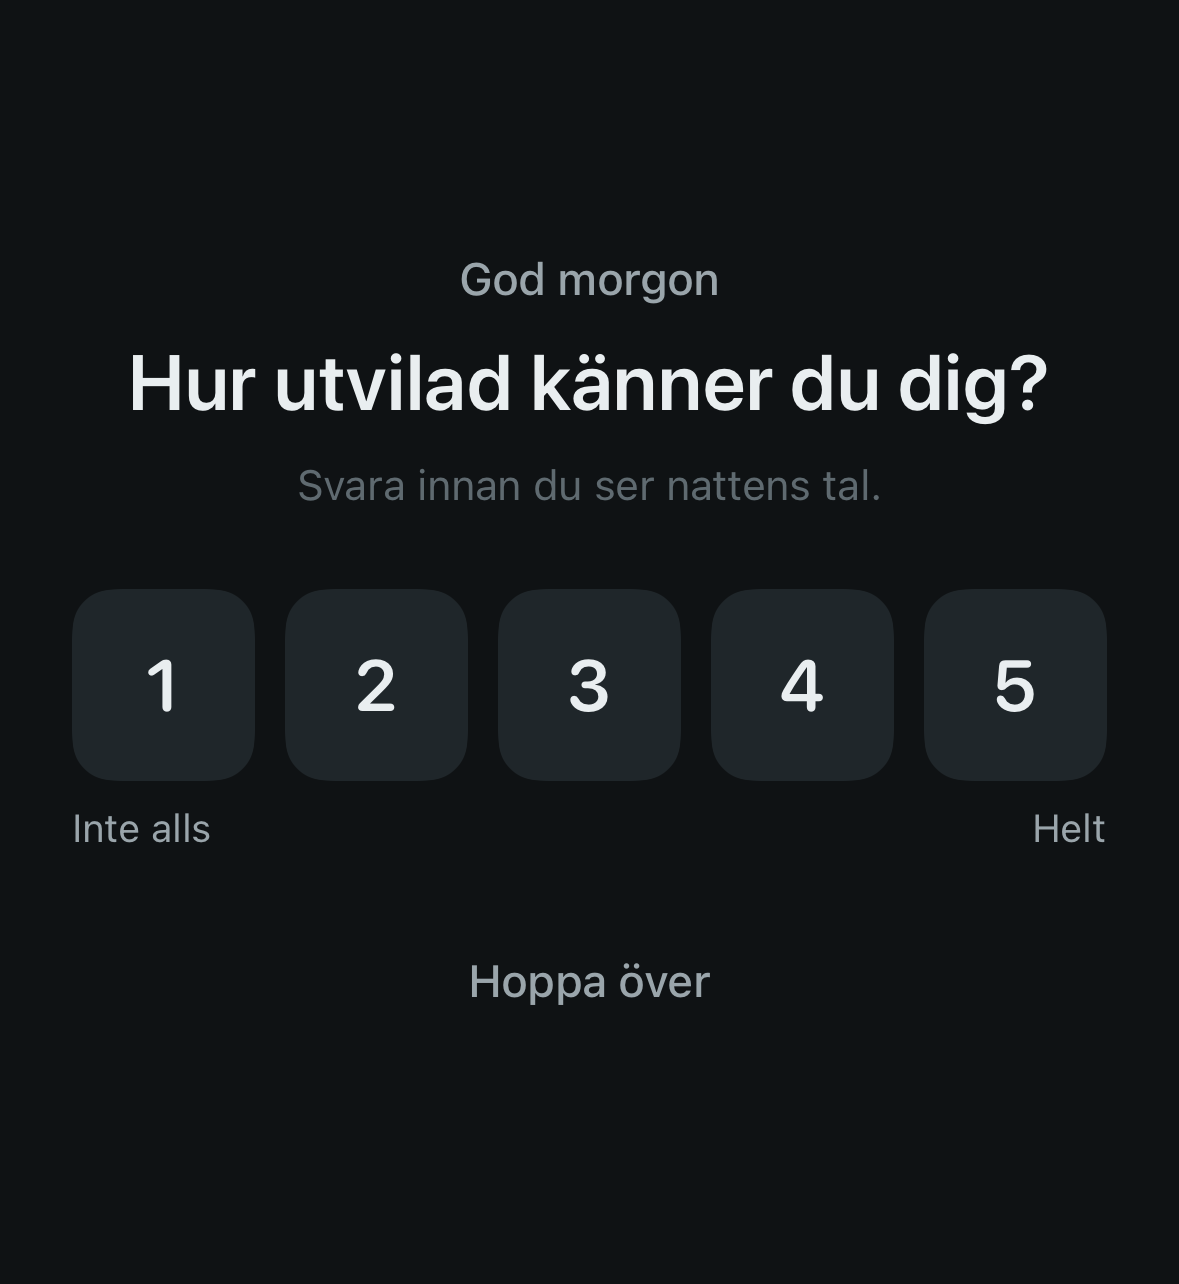 God morgon
Hur utvilad känner du dig?
Svara innan du ser nattens tal.
1 2 3 4 5
Inte alls Helt
Hoppa över